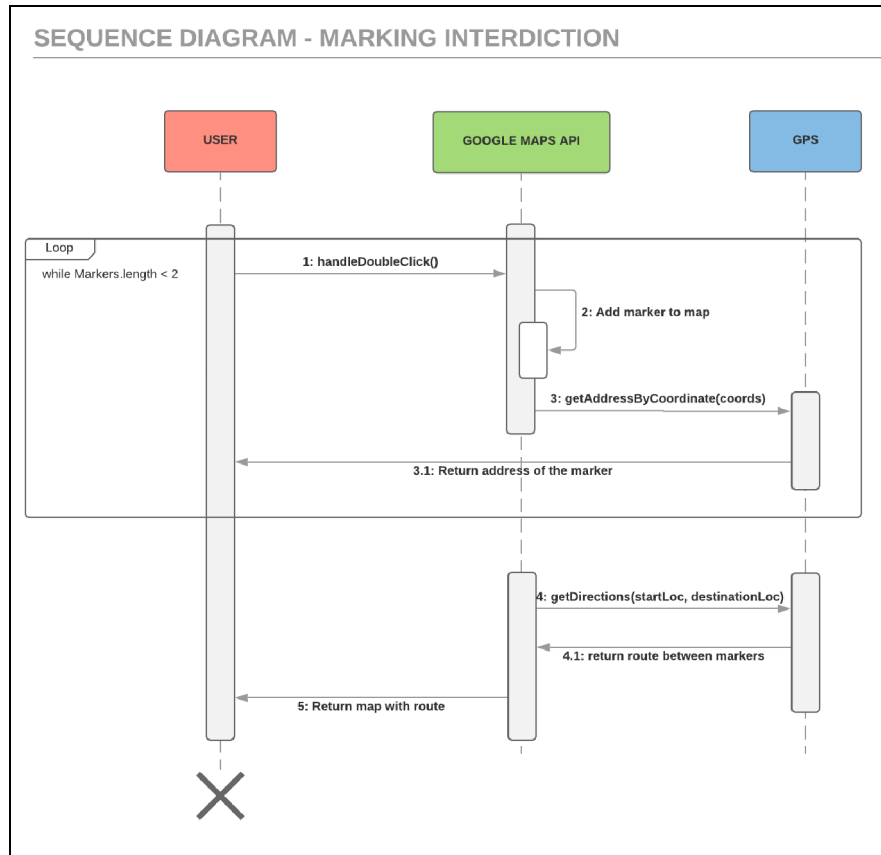 SEQUENCE DIAGRAM - MARKING INTERDICTION
USER
GOOGLE MAPS API
GPS
Loop
while Markers.length < 2
1: handleDoubleClick()
2: Add marker to map
3: getAddressByCoordinate(coords)
3.1: Return address of the marker
4: getDirections(startLoc, destinationLoc)
4.1: return route between markers
5: Return map with route